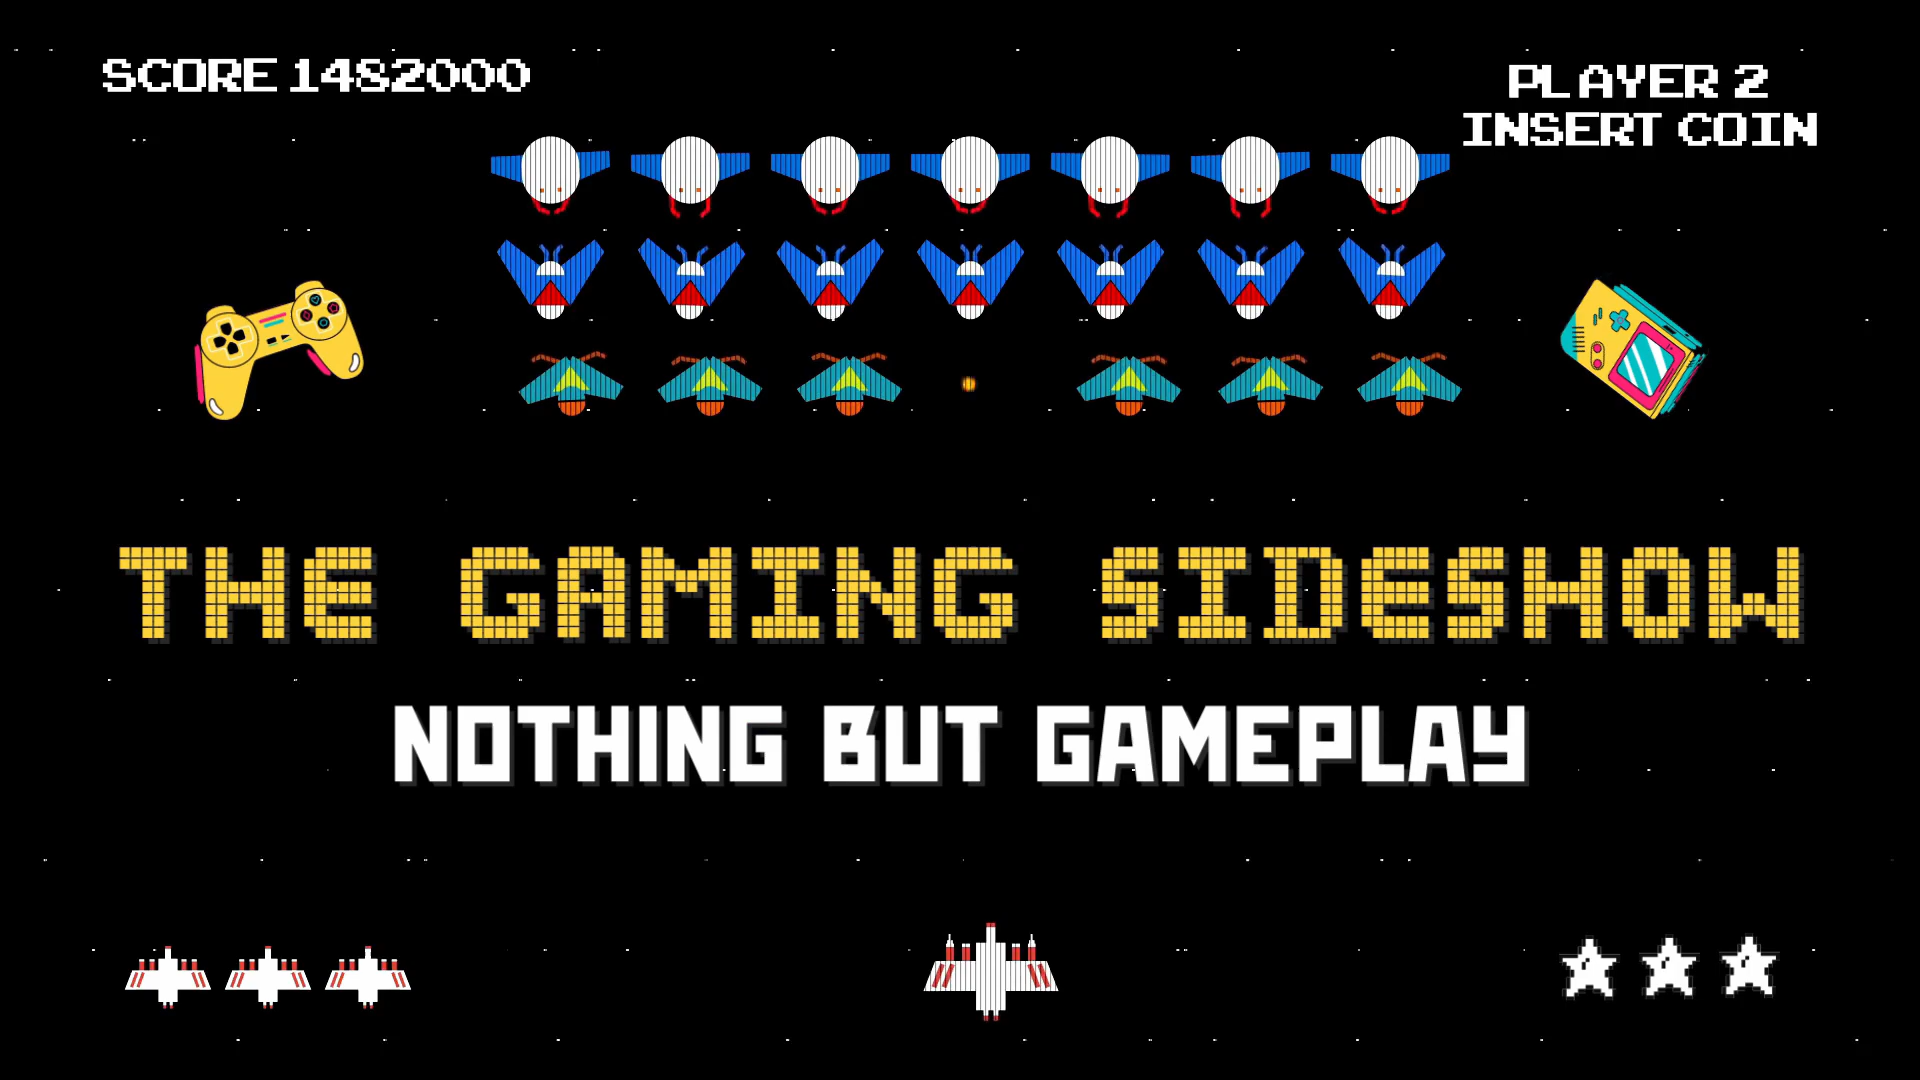 SCORE 1482000
PLAYER 2
INSERT COIN
THE GAMING SIDESHOW
NOTHING BUT GAMEPLAY